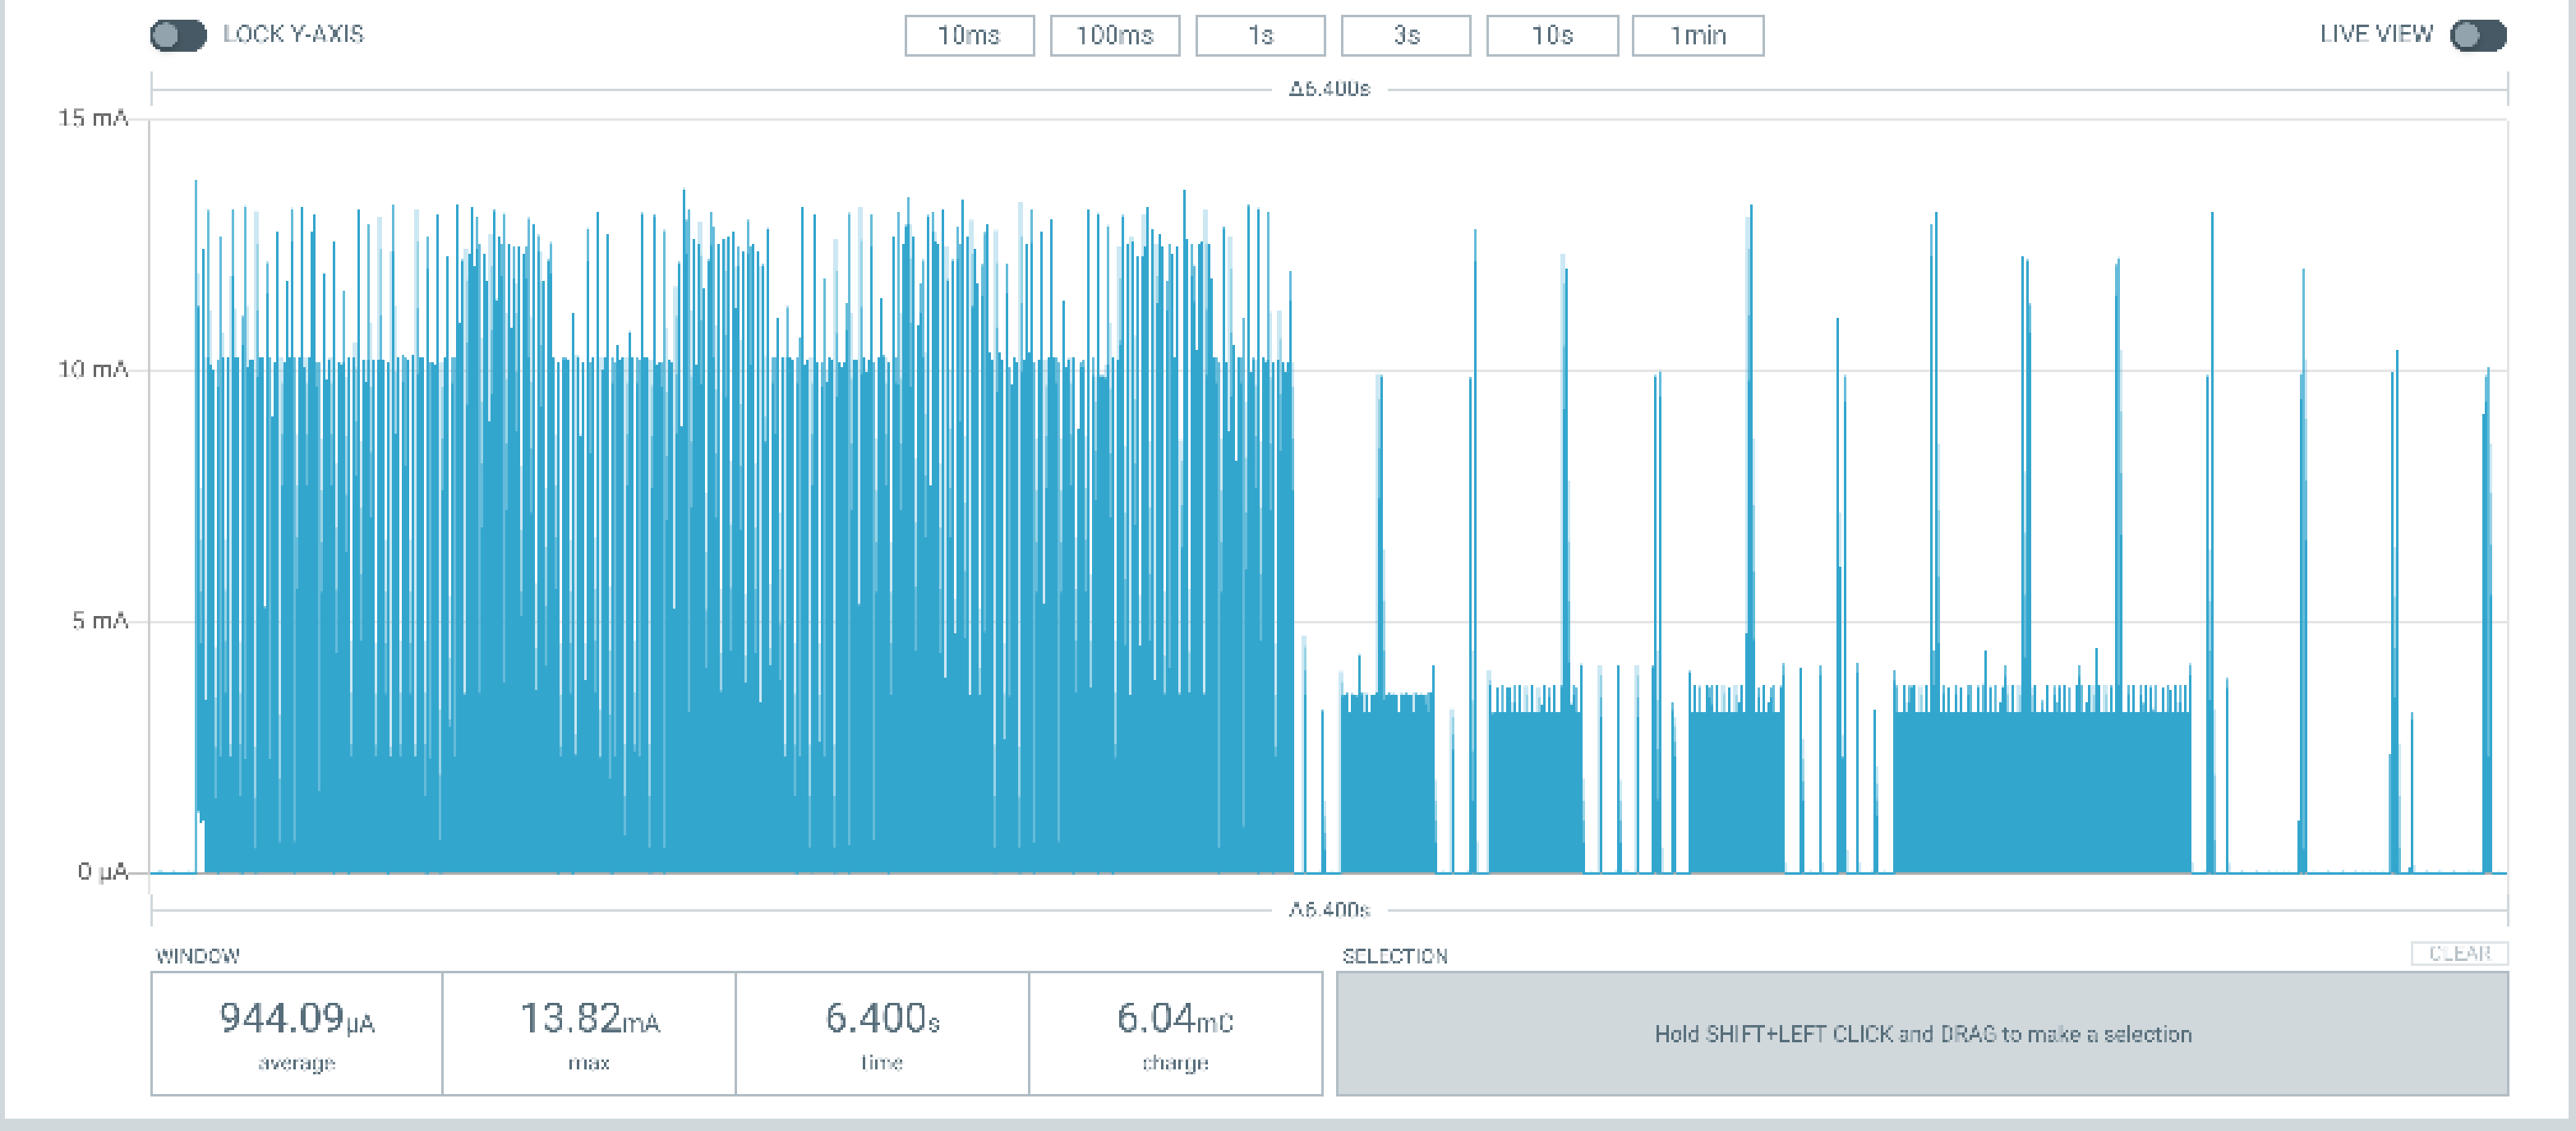 LOCK Y-AXIS 10ms 100ms 1s 3s 10s 1min LIVE VIEW
Δ6.400s
15 mA
10 mA
5 mA
0 µA
Δ6.400s
WINDOW SELECTION CLEAR
944.09µA 13.82mA 6.400s 6.04mC
average max time charge
Hold SHIFT+LEFT CLICK and DRAG to make a selection